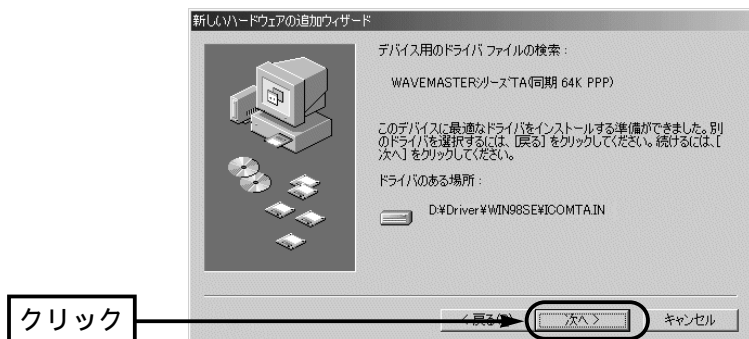 新しいハードウェアの追加ウィザード
デバイス用のドライバ ファイルの検索 :
WAVEMASTERシリーズTA(同期 64K PPP)
このデバイスに最適なドライバをインストールする準備ができました。別
のドライバを選択するには、[戻る] をクリックしてください。続けるには、[
次へ] をクリックしてください。
ドライバのある場所 :
D:¥Driver¥WIN98SE¥ICOMTA.IN
クリック
< 戻る
次へ >
キャンセル